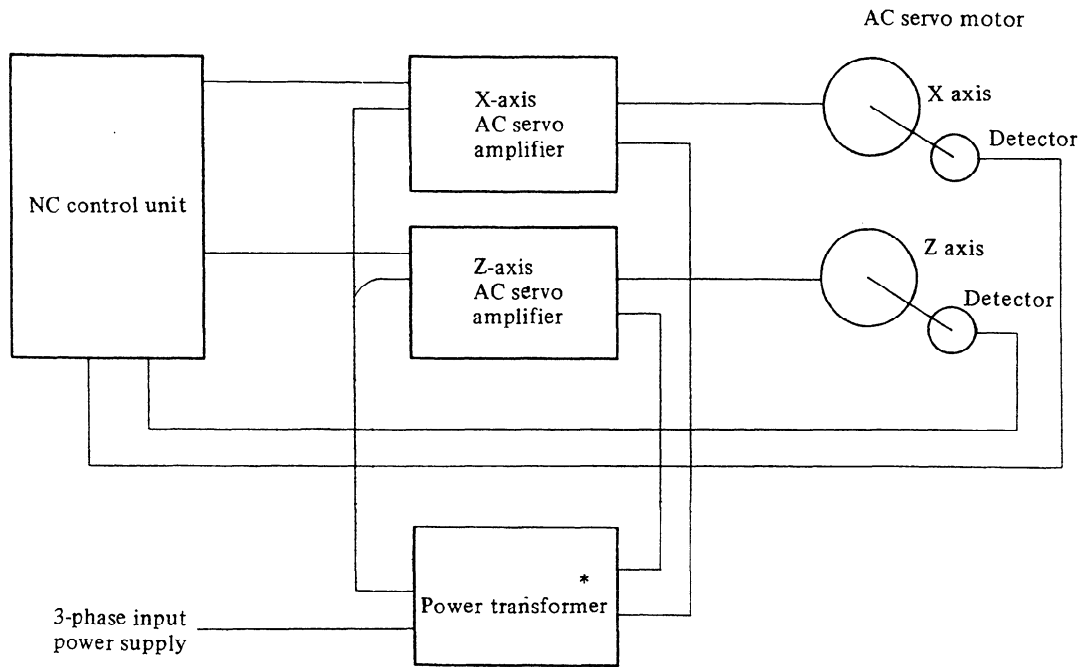 AC servo motor
X-axis
AC servo
amplifier
X axis
Detector
NC control unit
Z-axis
AC servo
amplifier
Z axis
Detector
*
Power transformer
3-phase input
power supply